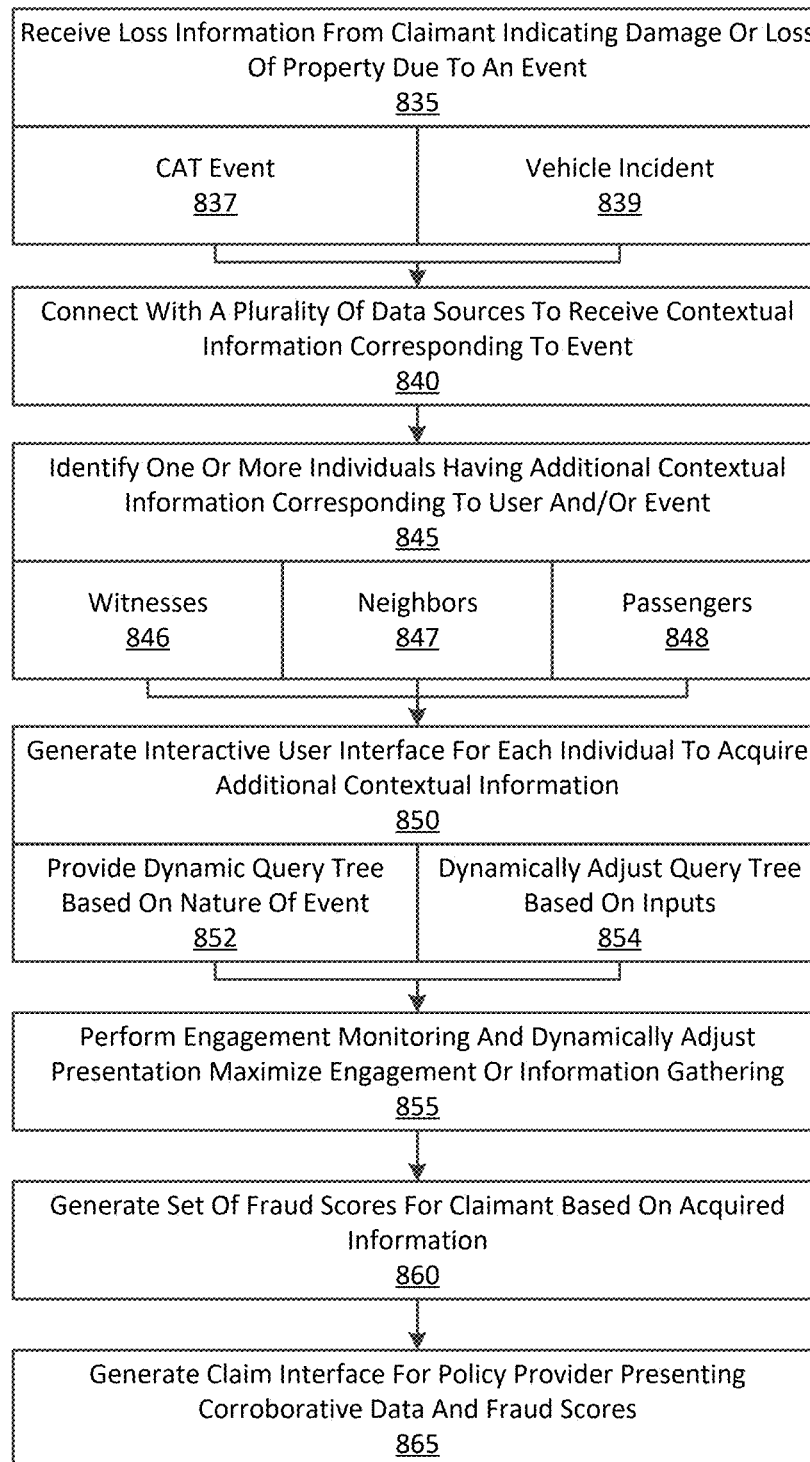 Receive Loss Information From Claimant Indicating Damage Or Loss
Of Property Due To An Event
835
CAT Event
837
Vehicle Incident
839
Connect With A Plurality Of Data Sources To Receive Contextual
Information Corresponding To Event
840
Identify One Or More Individuals Having Additional Contextual
Information Corresponding To User And/Or Event
845
Witnesses
846
Neighbors
847
Passengers
848
Generate Interactive User Interface For Each Individual To Acquire
Additional Contextual Information
850
Provide Dynamic Query Tree
Based On Nature Of Event
852
Dynamically Adjust Query Tree
Based On Inputs
854
Perform Engagement Monitoring And Dynamically Adjust
Presentation Maximize Engagement Or Information Gathering
855
Generate Set Of Fraud Scores For Claimant Based On Acquired
Information
860
Generate Claim Interface For Policy Provider Presenting
Corroborative Data And Fraud Scores
865